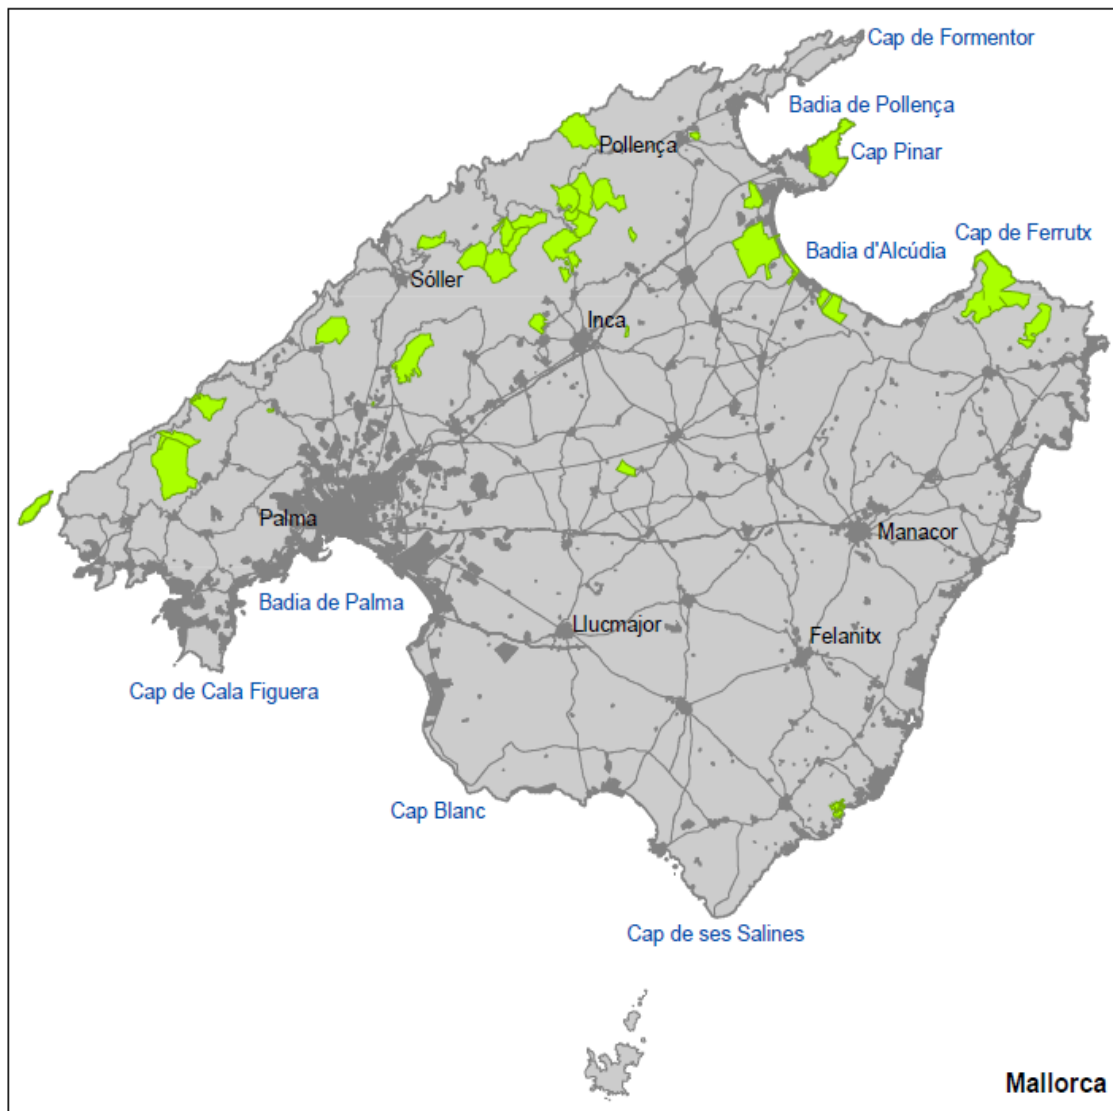 Cap de Formentor
Badia de Pollença
Pollença
Cap Pinar
Cap de Ferrutx
Badia d'Alcúdia
Sóller
Inca
Palma
Manacor
Badia de Palma
Llucmajor
Felanitx
Cap de Cala Figuera
Cap Blanc
Cap de ses Salines
Mallorca